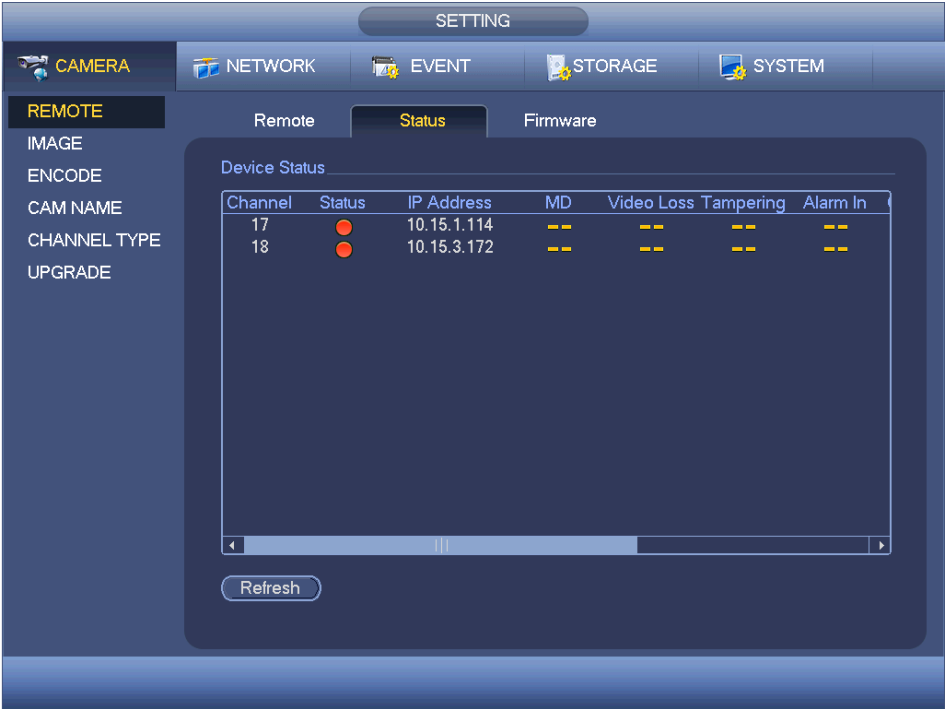 SETTING
CAMERA NETWORK EVENT STORAGE SYSTEM
REMOTE
IMAGE
ENCODE
CAM NAME
CHANNEL TYPE
UPGRADE
Remote Status Firmware
Device Status
Channel Status IP Address MD Video Loss Tampering Alarm In
17 10.15.1.114 -- -- -- --
18 10.15.3.172 -- -- -- --
Refresh